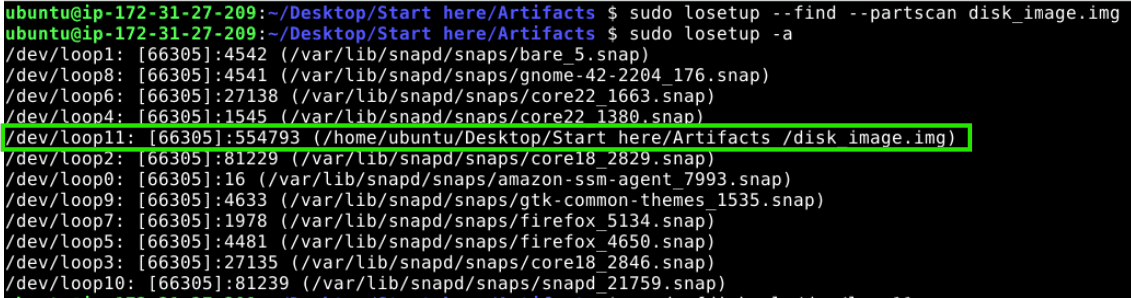 ubuntu@ip-172-31-27-209:~/Desktop/Start here/Artifacts $ sudo losetup --find --partscan disk_image.img
ubuntu@ip-172-31-27-209:~/Desktop/Start here/Artifacts $ sudo losetup -a
/dev/loop1: [66305]:4542 (/var/lib/snapd/snaps/bare_5.snap)
/dev/loop8: [66305]:4541 (/var/lib/snapd/snaps/gnome-42-2204_176.snap)
/dev/loop6: [66305]:27138 (/var/lib/snapd/snaps/core22_1663.snap)
/dev/loop4: [66305]:1545 (/var/lib/snapd/snaps/core22_1380.snap)
/dev/loop11: [66305]:554793 (/home/ubuntu/Desktop/Start here/Artifacts /disk_image.img)
/dev/loop2: [66305]:81229 (/var/lib/snapd/snaps/core18_2829.snap)
/dev/loop0: [66305]:16 (/var/lib/snapd/snaps/amazon-ssm-agent_7993.snap)
/dev/loop9: [66305]:4633 (/var/lib/snapd/snaps/gtk-common-themes_1535.snap)
/dev/loop7: [66305]:1978 (/var/lib/snapd/snaps/firefox_5134.snap)
/dev/loop5: [66305]:4481 (/var/lib/snapd/snaps/firefox_4650.snap)
/dev/loop3: [66305]:27135 (/var/lib/snapd/snaps/core18_2846.snap)
/dev/loop10: [66305]:81239 (/var/lib/snapd/snaps/snapd_21759.snap)